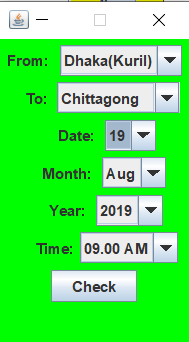 From: Dhaka(Kuril)
To: Chittagong
Date: 19
Month: Aug
Year: 2019
Time: 09.00 AM
Check